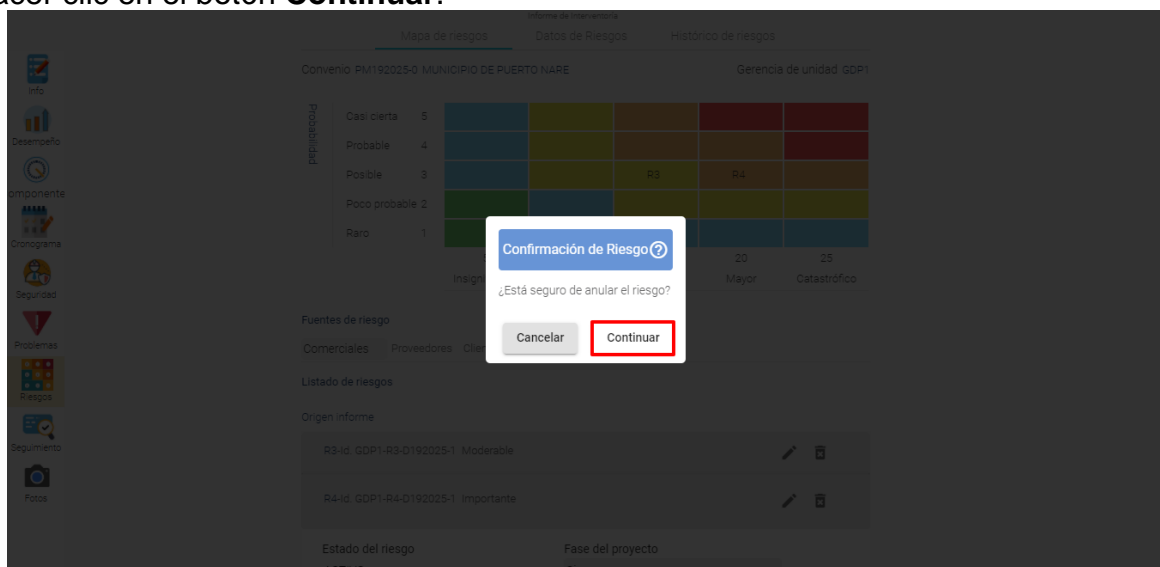 hacer clic en el botón Continuar.
Informe de Interventoría
Mapa de riesgos Datos de Riesgos Histórico de riesgos
Convenio PM192025-0 MUNICIPIO DE PUERTO NARE Gerencia de unidad GDP1
Info
Desempeño
omponente
Cronograma
Seguridad
Problemas
Riesgos
Seguimiento
Fotos
Probabilidad
Casi cierta 5
Probable 4
Posible 3 R3 R4
Poco probable 2
Raro 1
20 25
Insigni Mayor Catastrófico
Confirmación de Riesgo
¿Está seguro de anular el riesgo?
Cancelar Continuar
Fuentes de riesgo
Comerciales Proveedores Clien
Listado de riesgos
Origen Informe
R3-Id. GDP1-R3-D192025-1 Moderable
R4-Id. GDP1-R4-D192025-1 Importante
Estado del riesgo Fase del proyecto